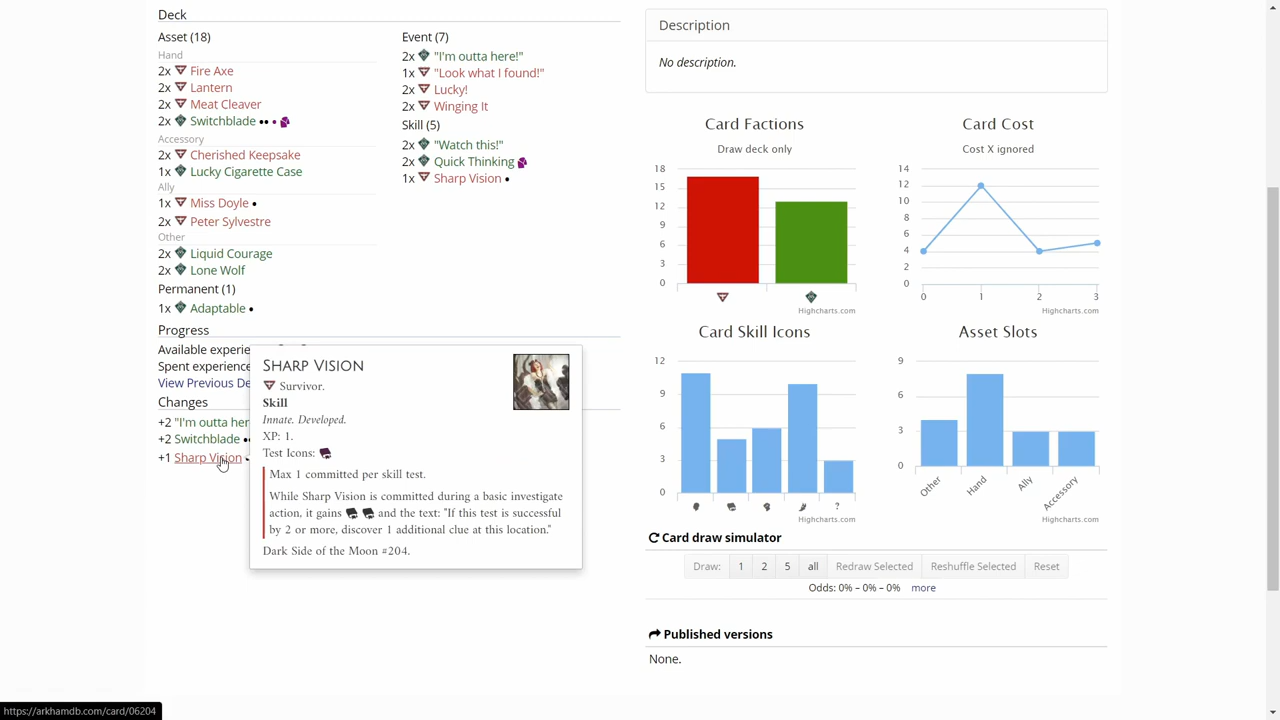 Deck
Asset (18)
Hand
2x Fire Axe
2x Lantern
2x Meat Cleaver
2x Switchblade
Accessory
2x Cherished Keepsake
1x Lucky Cigarette Case
Ally
1x Miss Doyle
2x Peter Sylvestre
Other
2x Liquid Courage
2x Lone Wolf
Permanent (1)
1x Adaptable
Event (7)
2x "I'm outta here!"
1x "Look what I found!"
2x Lucky!
2x Winging It
Skill (5)
2x "Watch this!"
2x Quick Thinking
1x Sharp Vision
Progress
Available experie
Spent experience
View Previous De
Changes
+2 "I'm outta her
+2 Switchblade
+1 Sharp Vision
SHARP VISION
Survivor.
Skill
Innate. Developed.
XP: 1.
Test Icons:
Max 1 committed per skill test.
While Sharp Vision is committed during a basic investigate
action, it gains and the text: "If this test is successful
by 2 or more, discover 1 additional clue at this location."
Dark Side of the Moon #204.
Description
No description.
Card Factions
Draw deck only
18
15
12
9
6
3
0
Highcharts.com
Card Cost
Cost X ignored
14
12
10
8
6
4
2
0
0 1 2 3
Highcharts.com
Card Skill Icons
12
9
6
3
0
?
Highcharts.com
Asset Slots
9
6
3
0
Other Hand Ally Accessory
Highcharts.com
Card draw simulator
Draw: 1 2 5 all Redraw Selected Reshuffle Selected Reset
Odds: 0% – 0% – 0% more
Published versions
None.
https://arkhamdb.com/card/06204